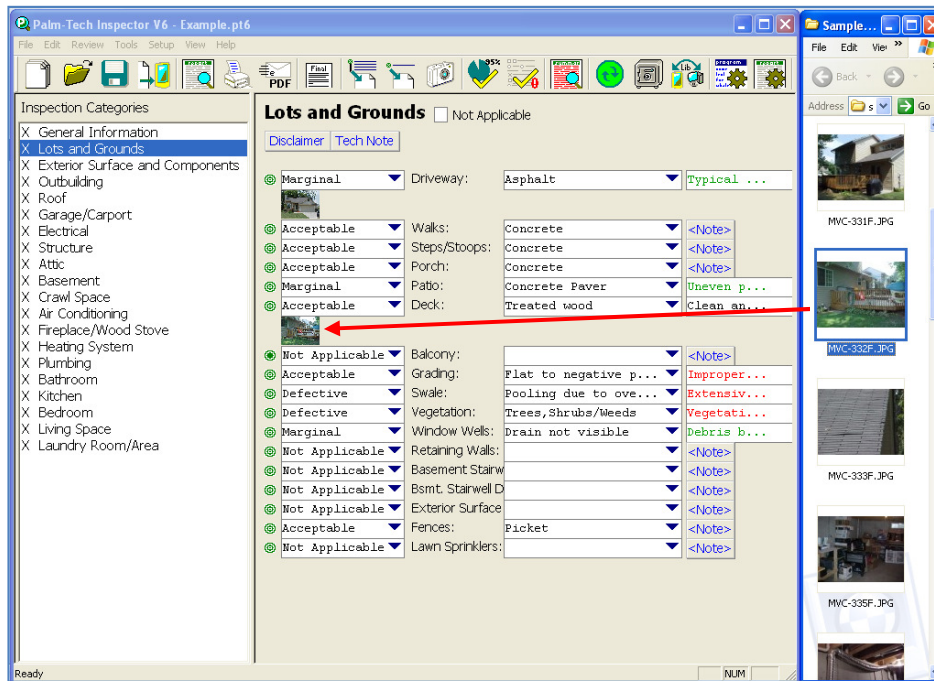 Palm-Tech Inspector V6 - Example.pt6
File Edit Review Tools Setup View Help
PDF
Final
95%
Lib
program
Inspection Categories
X General Information
X Lots and Grounds
X Exterior Surface and Components
X Outbuilding
X Roof
X Garage/Carport
X Electrical
X Structure
X Attic
X Basement
X Crawl Space
X Air Conditioning
X Fireplace/Wood Stove
X Heating System
X Plumbing
X Bathroom
X Kitchen
X Bedroom
X Living Space
X Laundry Room/Area
Lots and Grounds Not Applicable
Disclaimer Tech Note
Marginal Driveway: Asphalt Typical ...
Acceptable Walks: Concrete <Note>
Acceptable Steps/Stoops: Concrete <Note>
Acceptable Porch: Concrete <Note>
Marginal Patio: Concrete Paver Uneven p...
Acceptable Deck: Treated wood Clean an...
Not Applicable Balcony: <Note>
Acceptable Grading: Flat to negative p... Improper...
Defective Swale: Pooling due to ove... Extensiv...
Defective Vegetation: Trees,Shrubs/Weeds Vegetati...
Marginal Window Wells: Drain not visible Debris b...
Not Applicable Retaining Walls: <Note>
Not Applicable Basement Stairw <Note>
Not Applicable Bsmt. Stairwell D <Note>
Not Applicable Exterior Surface <Note>
Acceptable Fences: Picket <Note>
Not Applicable Lawn Sprinklers: <Note>
Ready
NUM
Sample...
File Edit Vie »
Back
Address s Go
MVC-331F.JPG
MVC-332F.JPG
MVC-333F.JPG
MVC-335F.JPG